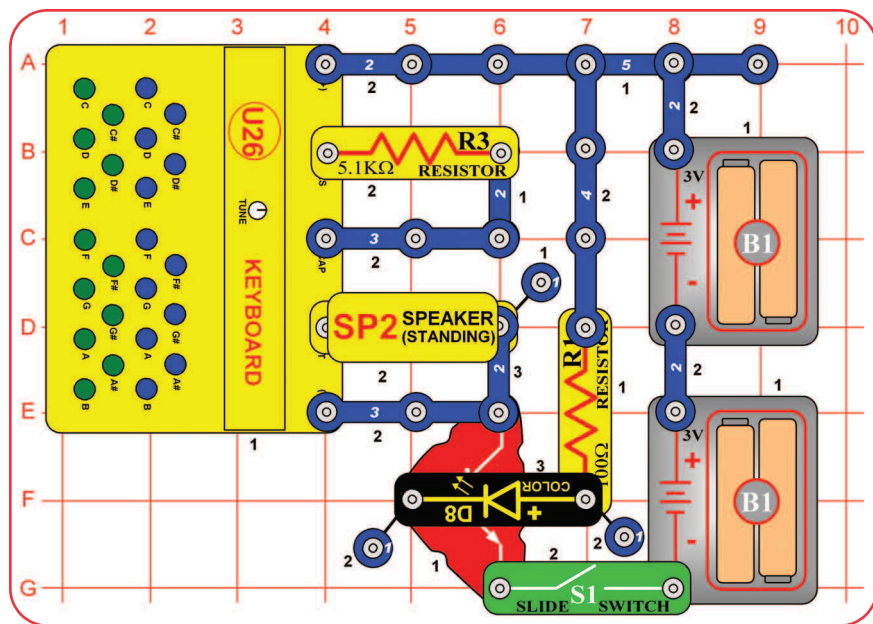 1 2 3 4 5 6 7 8 9 10
A
B
C
D
E
F
G
C
C#
D
D#
E
F
F#
G
G#
A
A#
B
C
C#
D
D#
E
F
F#
G
G#
A
A#
B
U26
TUNE
KEYBOARD
2
2
5
1
2
2
R3
5.1KΩ
RESISTOR
2
2
1
3
2
4
2
1
1
SP2 SPEAKER
(STANDING)
2
2
3
3
2
1
R1
RESISTOR
100Ω
1
1
3V
+
-
B1
2
2
1
3V
+
-
B1
COLOR
D8
+
3
1
2
1
2
1
2
S1
SLIDE SWITCH